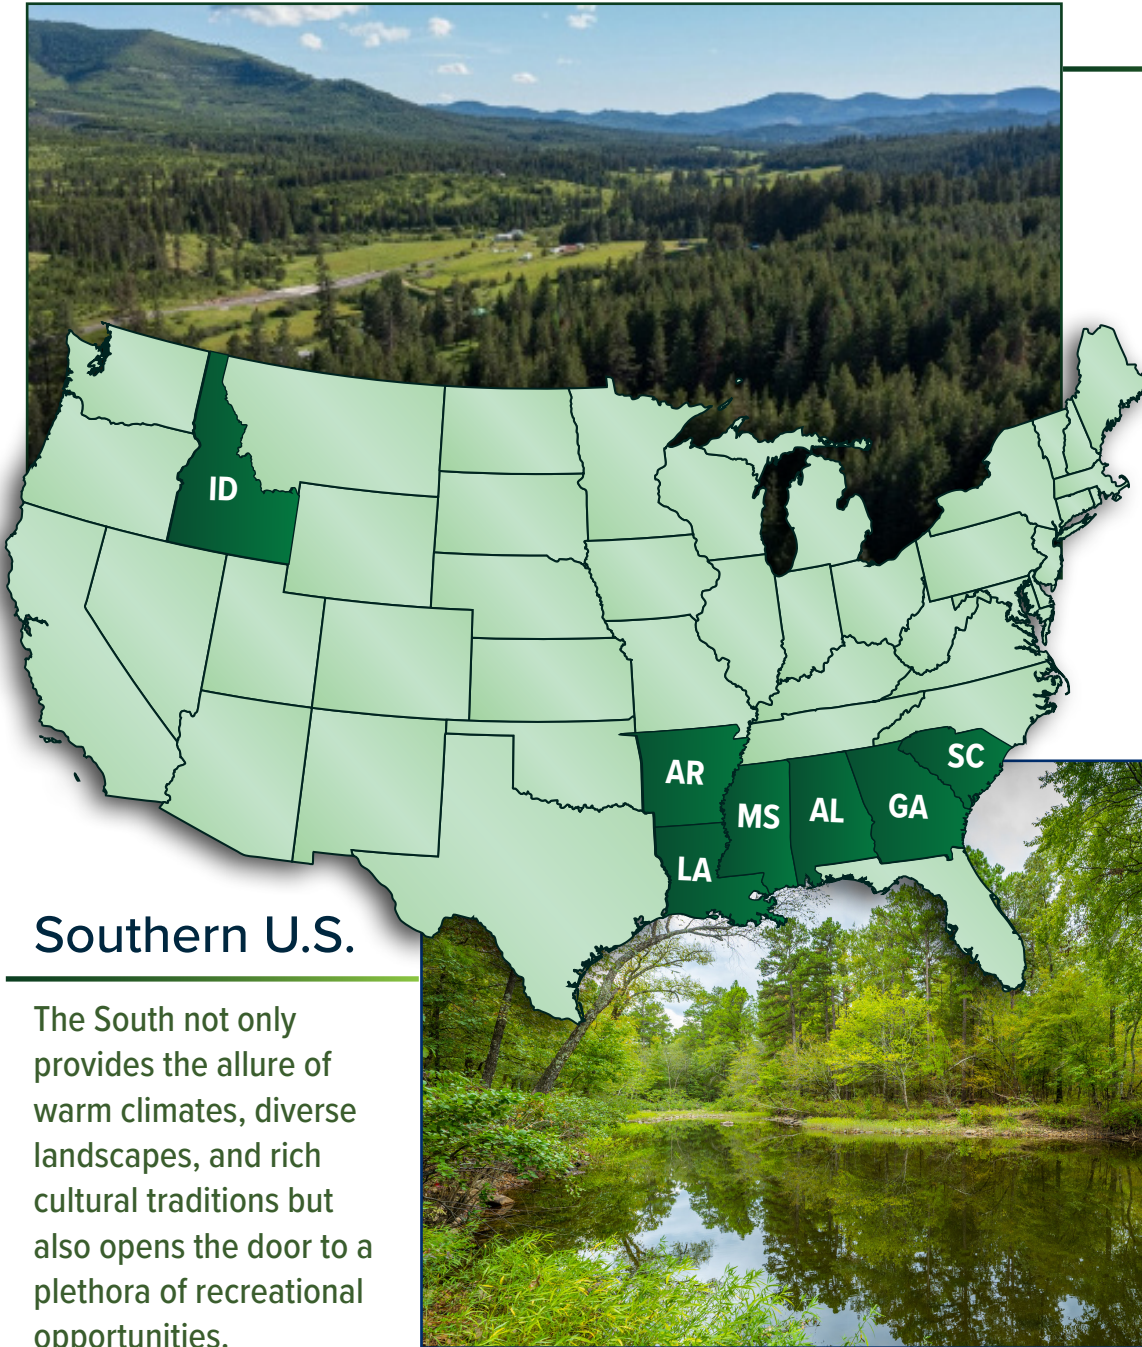 ID
AR
MS
AL
GA
SC
LA
Southern U.S.
The South not only
provides the allure of
warm climates, diverse
landscapes, and rich
cultural traditions but
also opens the door to a
plethora of recreational
opportunities.